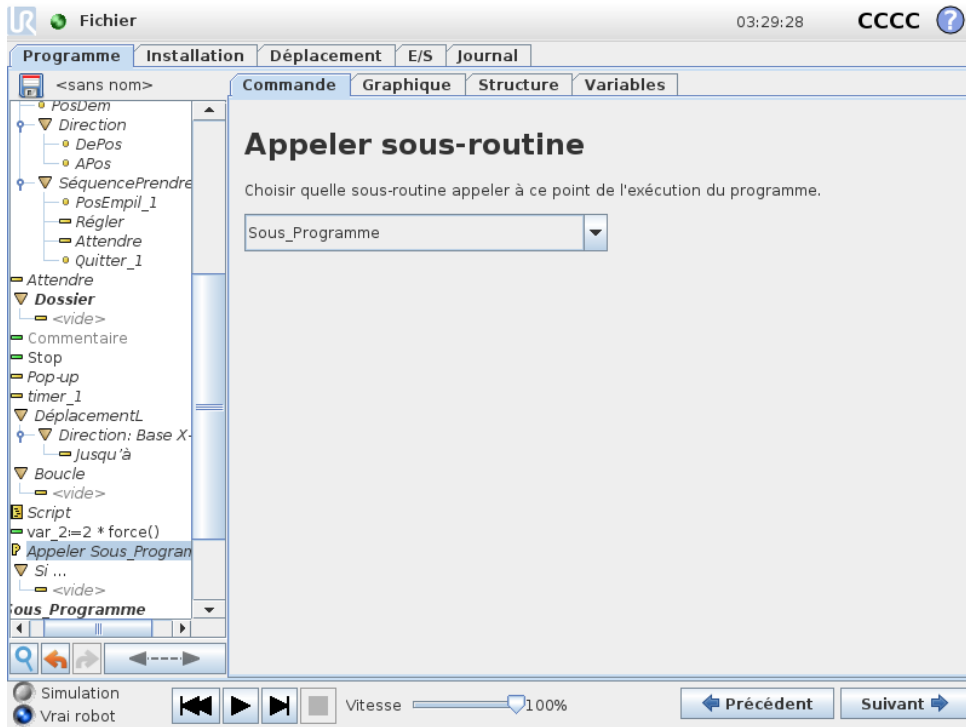 UR
Fichier
03:29:28
CCCC
?
Programme
Installation
Déplacement
E/S
Journal
<sans nom>
Commande
Graphique
Structure
Variables
PosDem
Direction
DePos
APos
SéquencePrendre
PosEmpil_1
Régler
Attendre
Quitter_1
Attendre
Dossier
<vide>
Commentaire
Stop
Pop-up
timer_1
DéplacementL
Direction: Base X-
Jusqu'à
Boucle
<vide>
Script
var_2:=2 * force()
P Appeler Sous_Program
Si ...
<vide>
Sous_Programme
Appeler sous-routine
Choisir quelle sous-routine appeler à ce point de l'exécution du programme.
Sous_Programme
Simulation
Vrai robot
Vitesse
100%
Précédent
Suivant